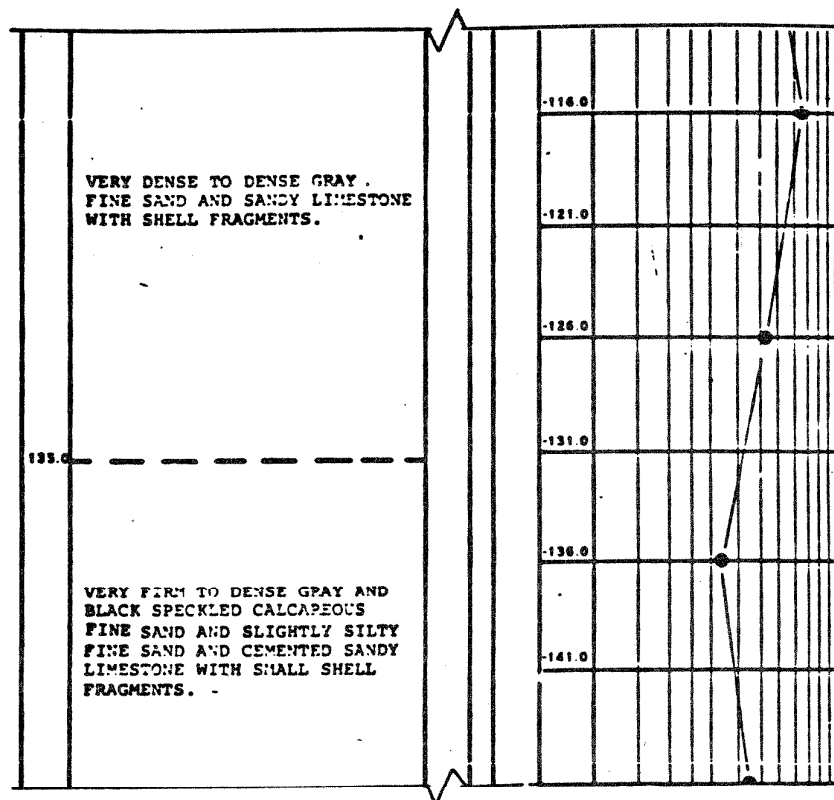 -116.0
VERY DENSE TO DENSE GRAY.
FINE SAND AND SANDY LIMESTONE
WITH SHELL FRAGMENTS.
-121.0
-126.0
-131.0
135.0
-136.0
VERY FIRM TO DENSE GRAY AND
BLACK SPECKLED CALCAREOUS
FINE SAND AND SLIGHTLY SILTY
FINE SAND AND CEMENTED SANDY
LIMESTONE WITH SMALL SHELL
FRAGMENTS.
-141.0